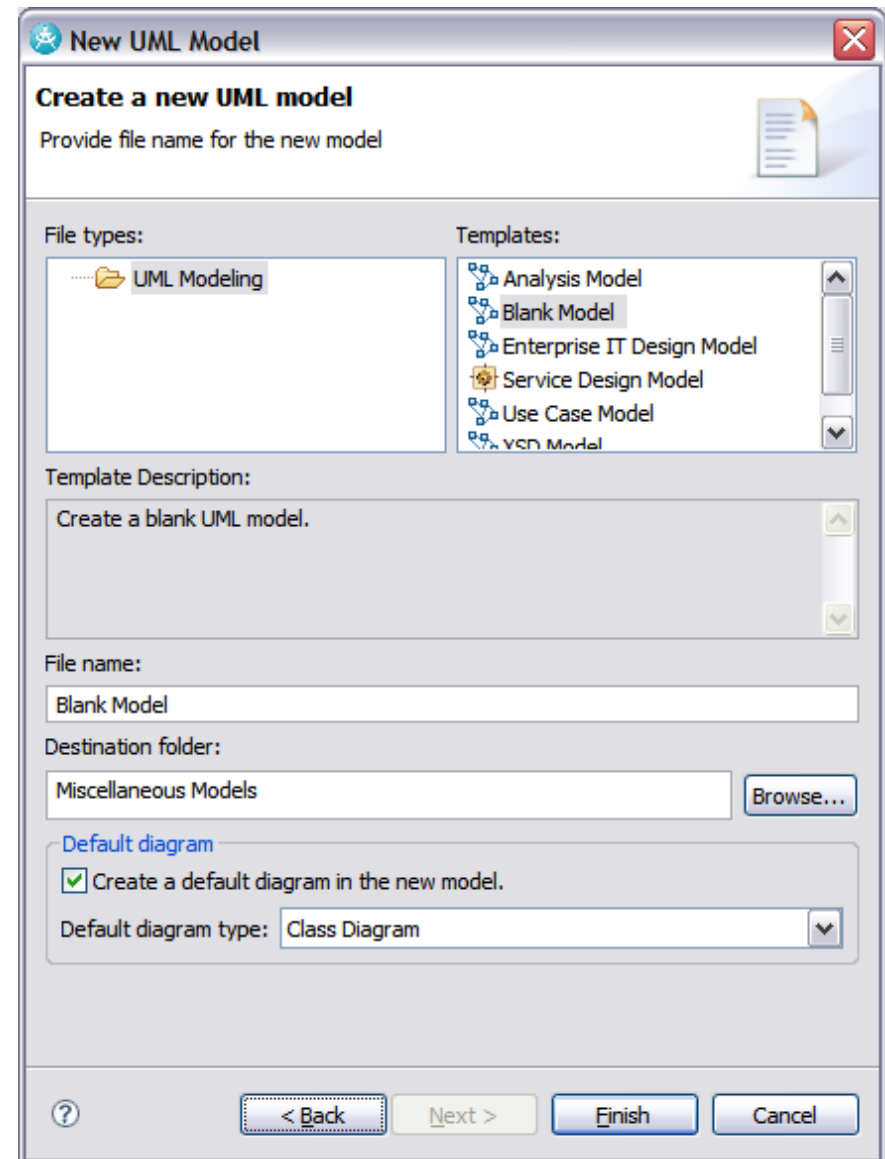 New UML Model
Create a new UML model
Provide file name for the new model
File types:
Templates:
UML Modeling
Analysis Model
Blank Model
Enterprise IT Design Model
Service Design Model
Use Case Model
XSD Model
Template Description:
Create a blank UML model.
File name:
Blank Model
Destination folder:
Miscellaneous Models
Browse...
Default diagram
Create a default diagram in the new model.
Default diagram type: Class Diagram
< Back Next > Finish Cancel